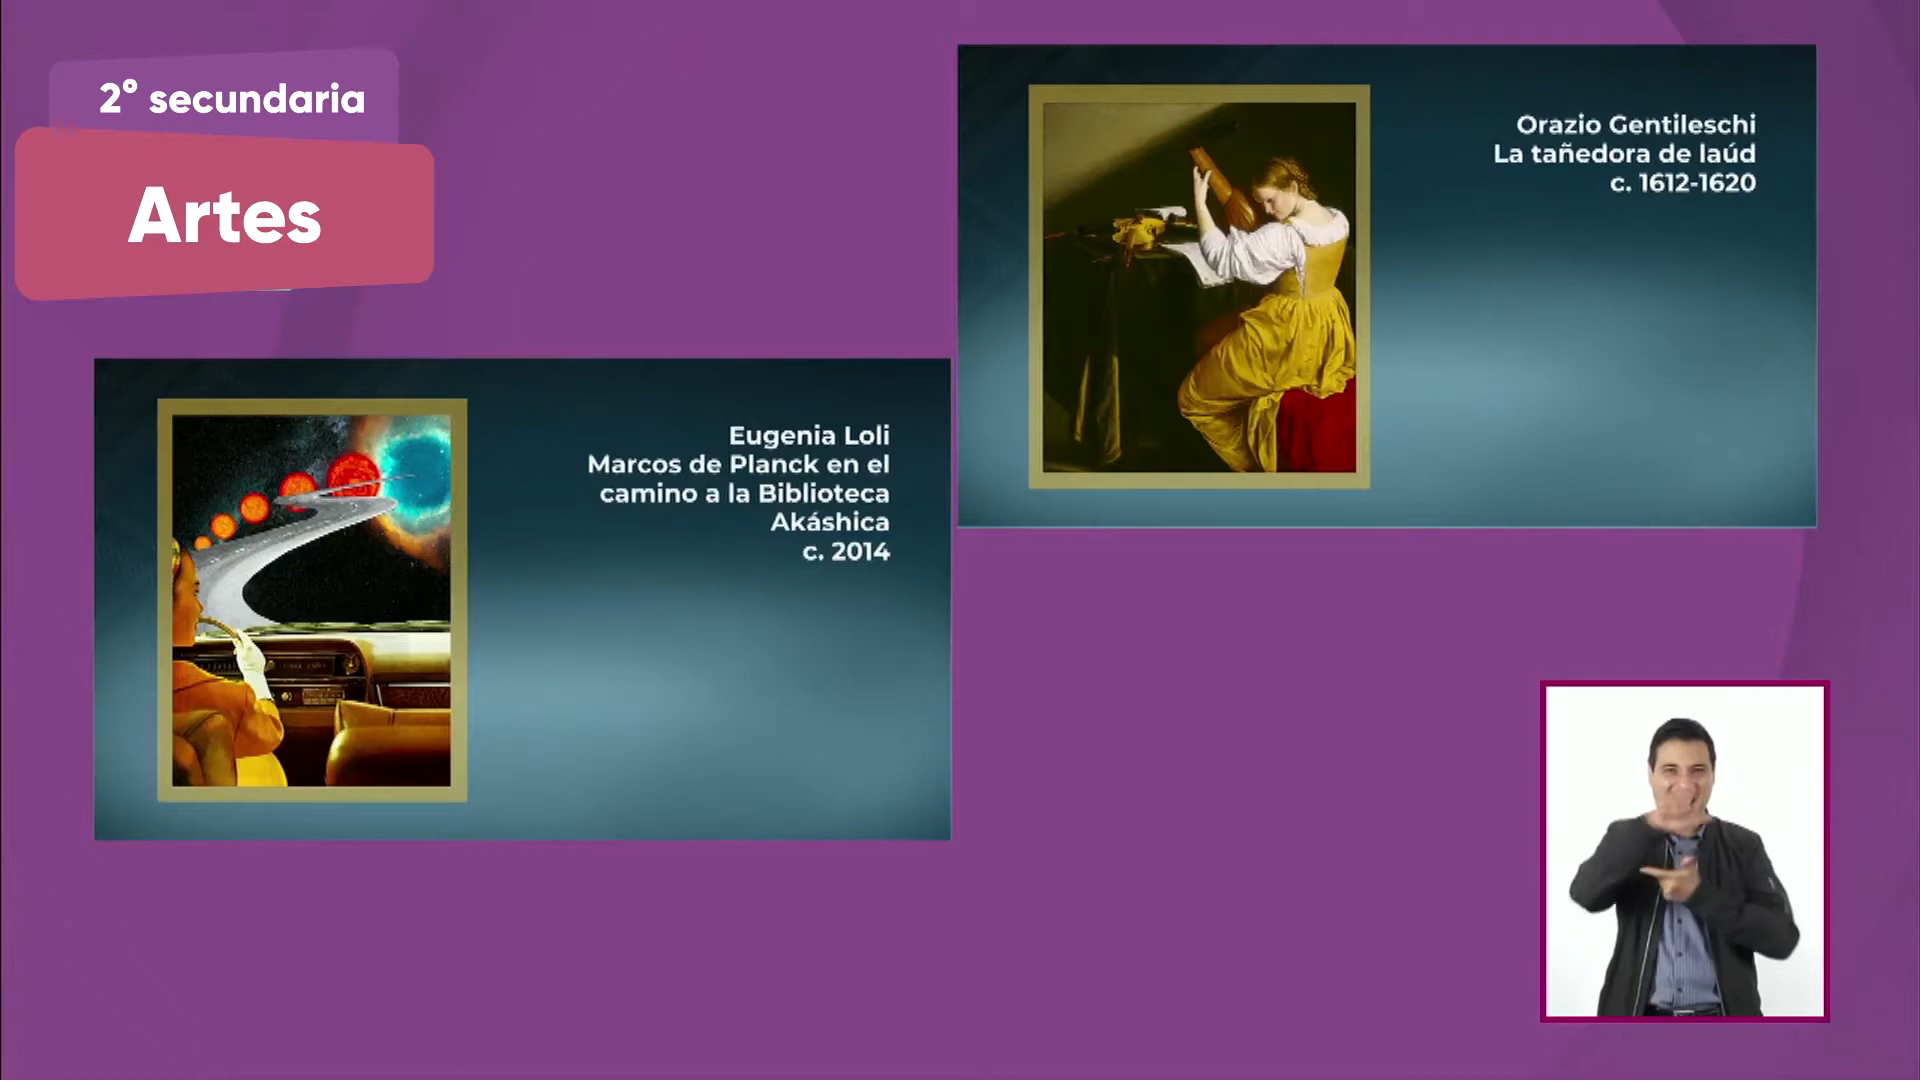 2° secundaria
Artes
Orazio Gentileschi
La tañedora de laúd
c. 1612-1620
Eugenia Loli
Marcos de Planck en el
camino a la Biblioteca
Akáshica
c. 2014